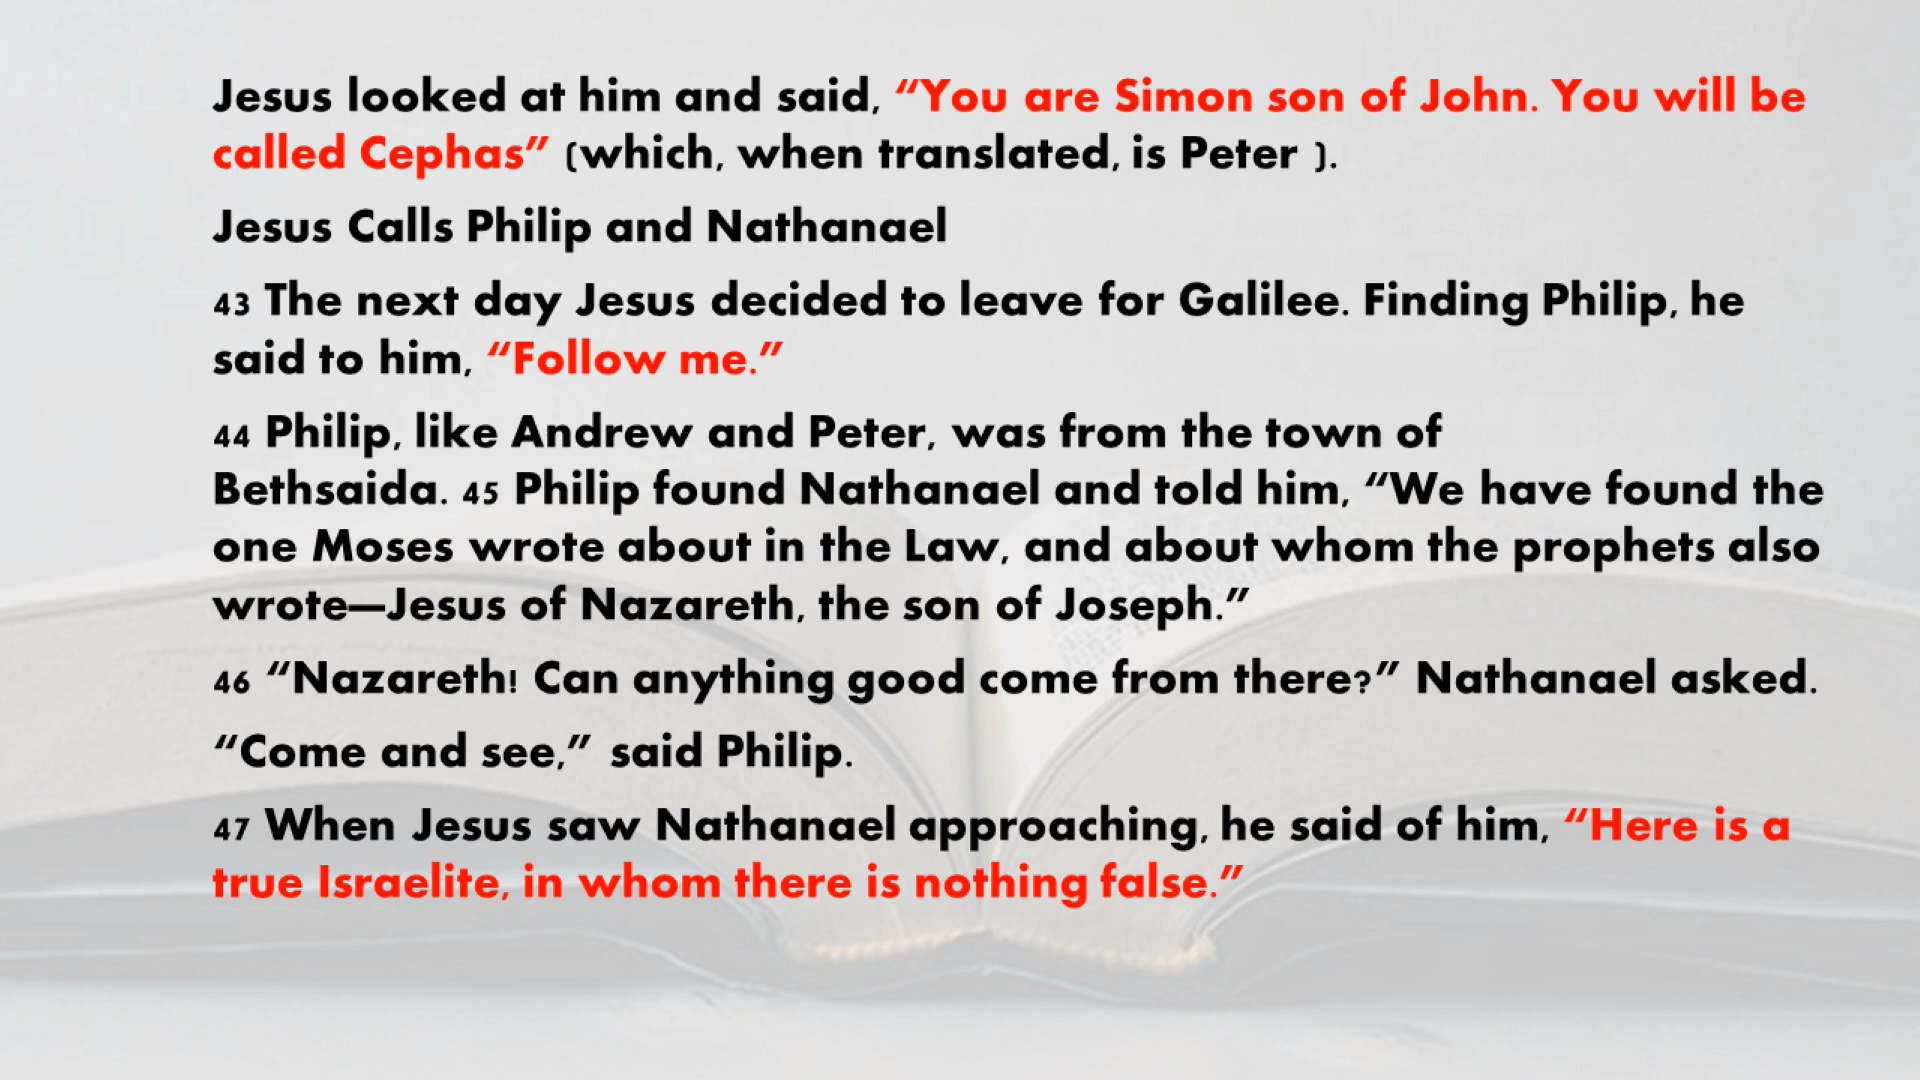 Jesus looked at him and said, “You are Simon son of John. You will be
called Cephas” (which, when translated, is Peter ).
Jesus Calls Philip and Nathanael
43 The next day Jesus decided to leave for Galilee. Finding Philip, he
said to him, “Follow me.”
44 Philip, like Andrew and Peter, was from the town of
Bethsaida. 45 Philip found Nathanael and told him, “We have found the
one Moses wrote about in the Law, and about whom the prophets also
wrote—Jesus of Nazareth, the son of Joseph.”
46 “Nazareth! Can anything good come from there?” Nathanael asked.
“Come and see,” said Philip.
47 When Jesus saw Nathanael approaching, he said of him, “Here is a
true Israelite, in whom there is nothing false.”